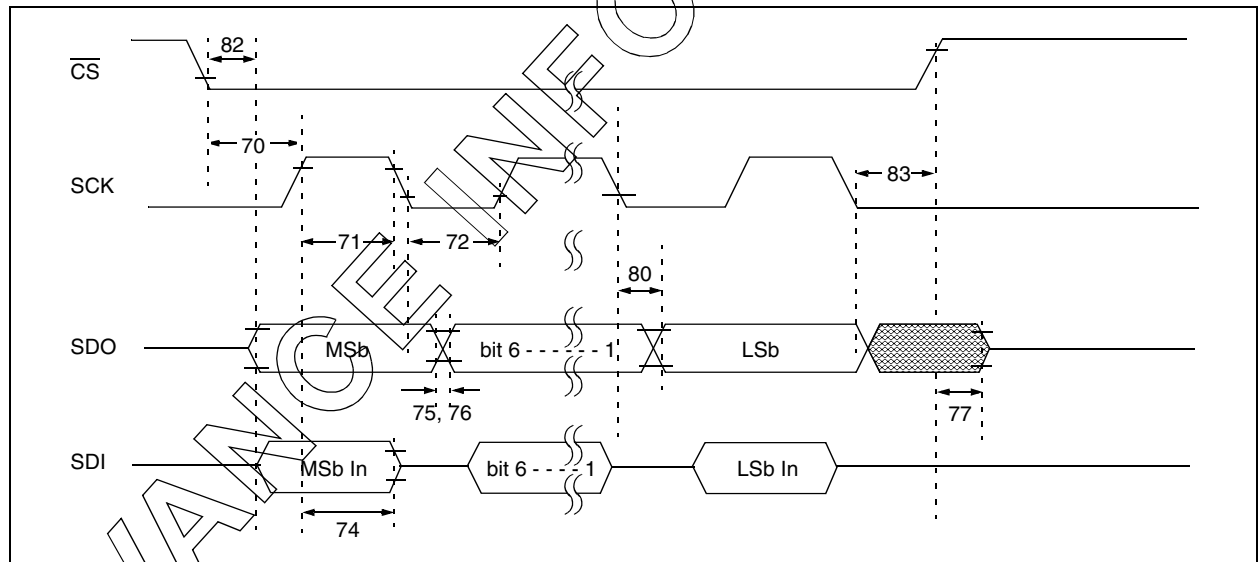 82
CS
70
SCK
83
71
72
80
SDO
MSb
bit 6 - - - - - - 1
LSb
75, 76
77
SDI
MSb In
bit 6 - - - - 1
LSb In
74